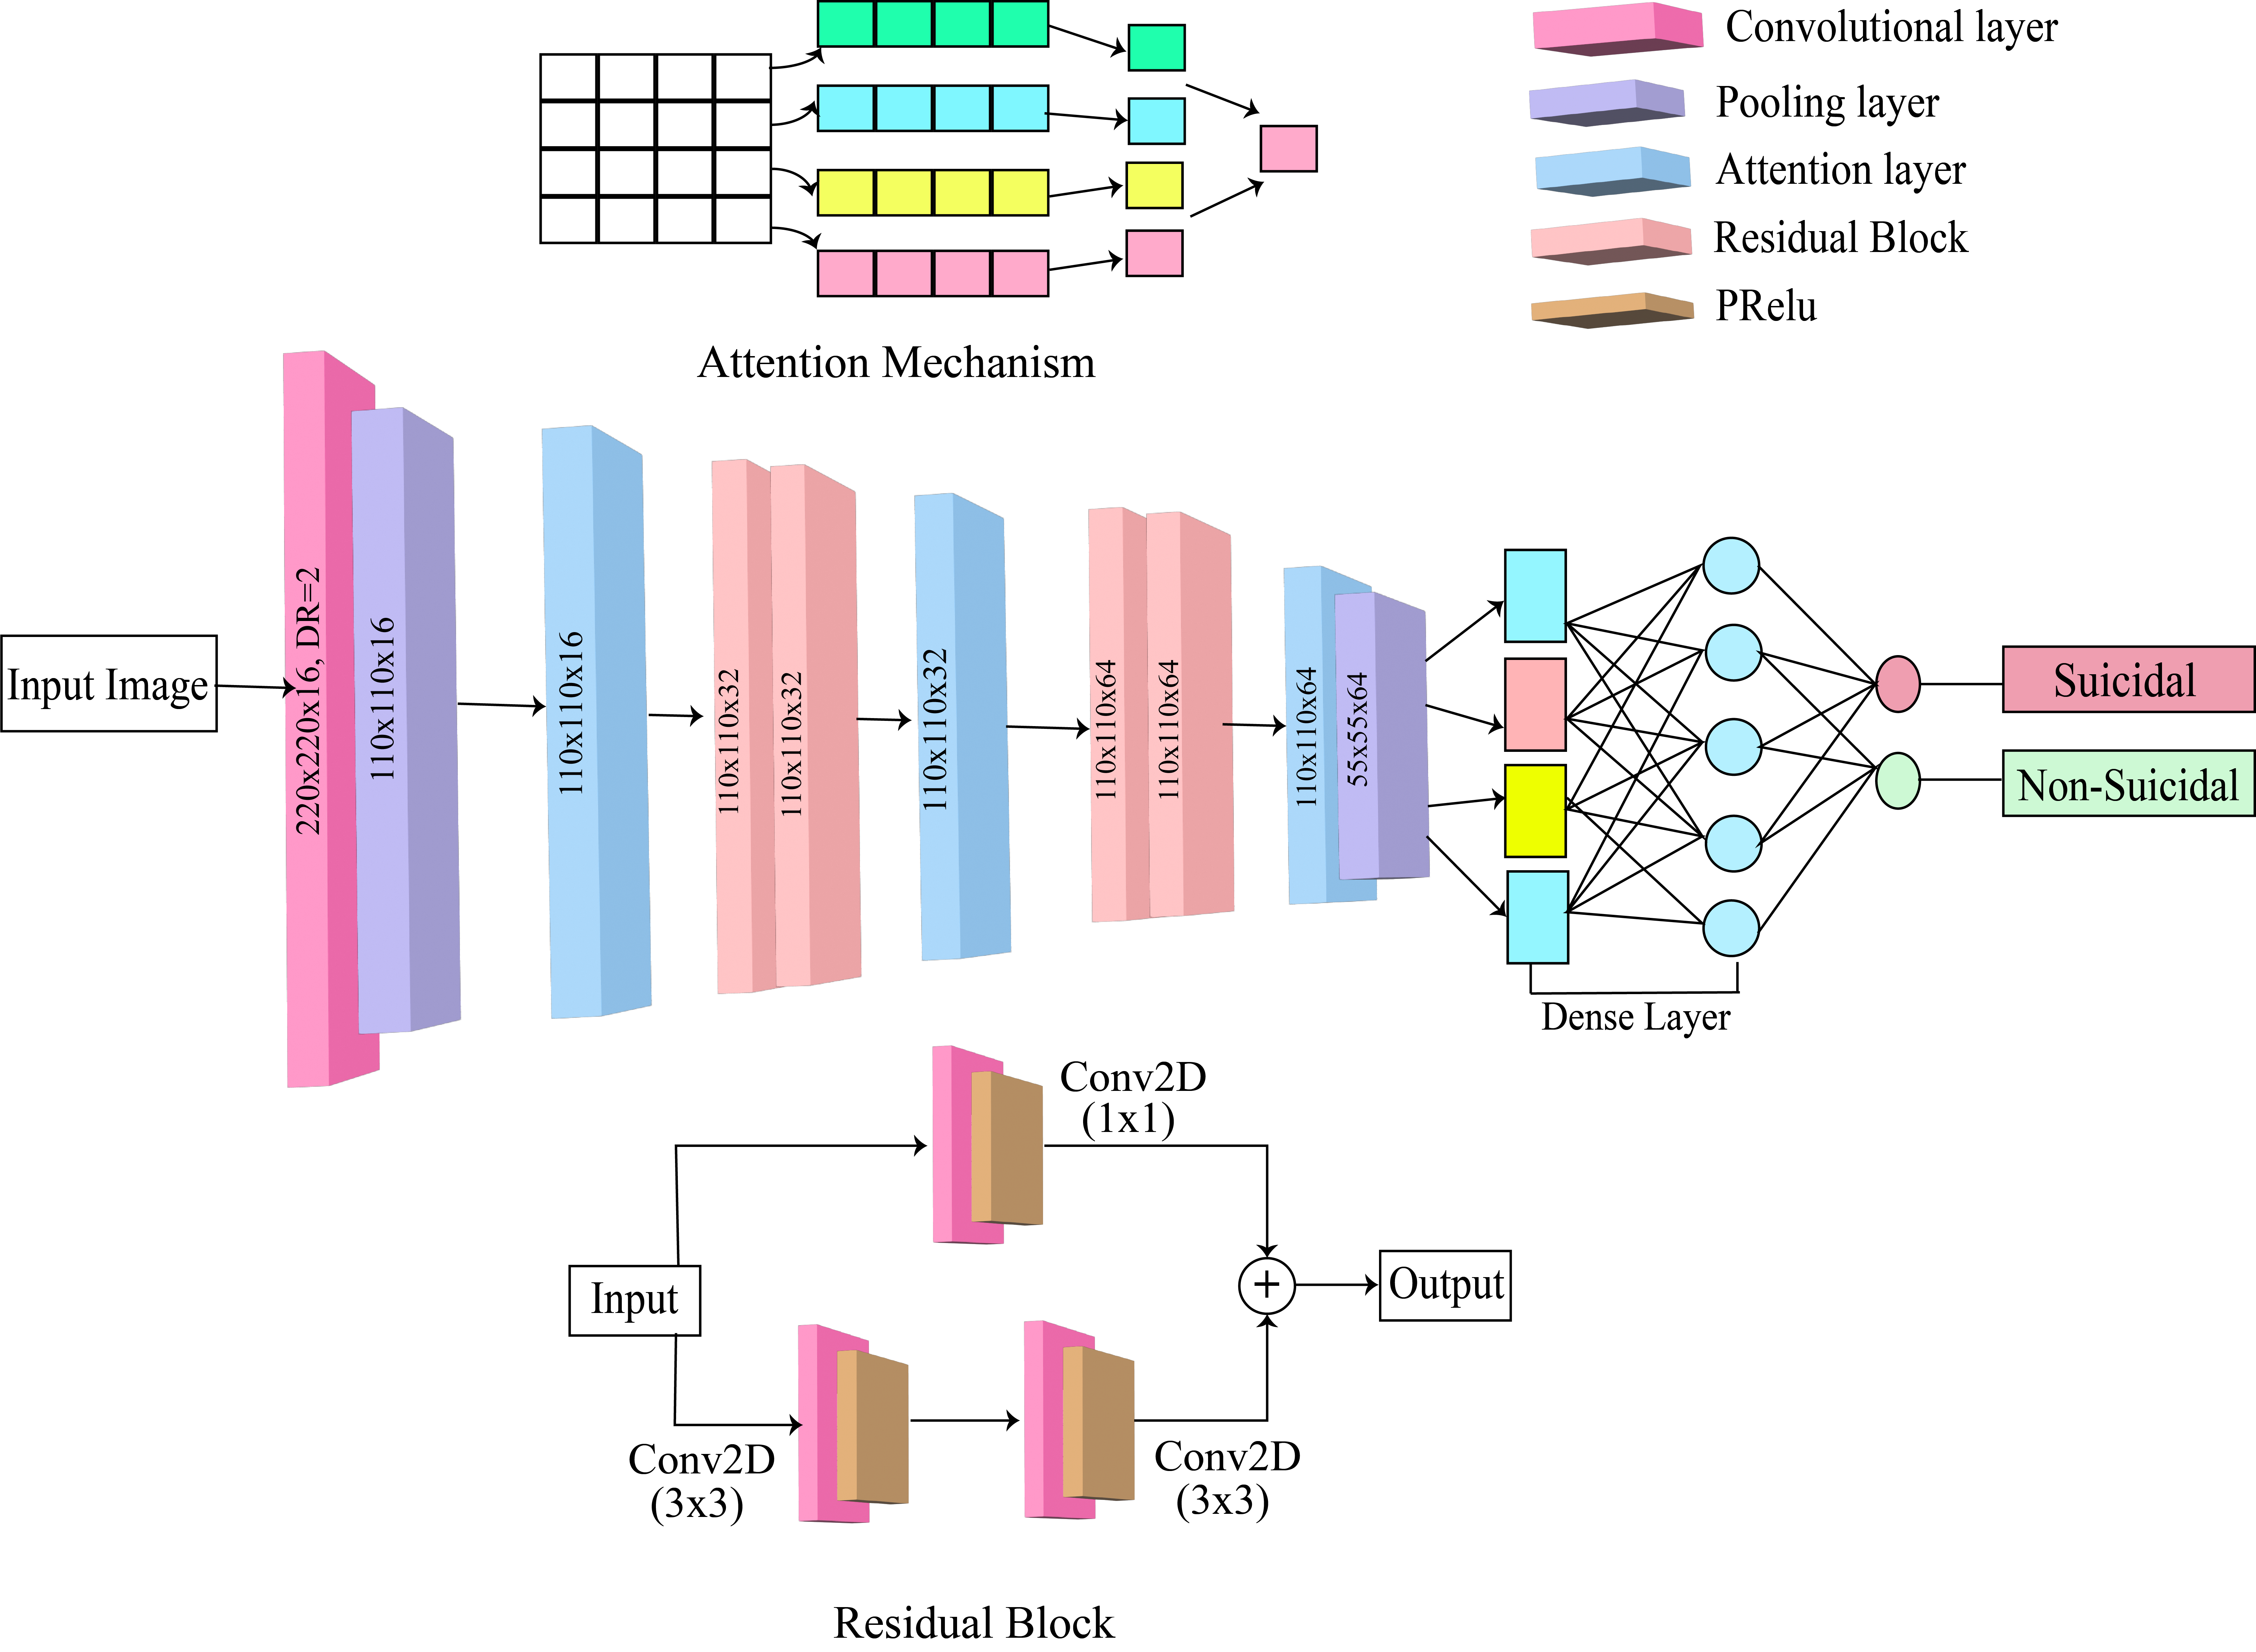 Convolutional layer
Pooling layer
Attention layer
Residual Block
PRelu
Attention Mechanism
Input Image
220x220x16, DR=2
110x110x16
110x110x16
110x110x32
110x110x32
110x110x32
110x110x64
110x110x64
110x110x64
55x55x64
Suicidal
Non-Suicidal
Dense Layer
Conv2D
(1x1)
Input
+
Output
Conv2D
(3x3)
Conv2D
(3x3)
Residual Block